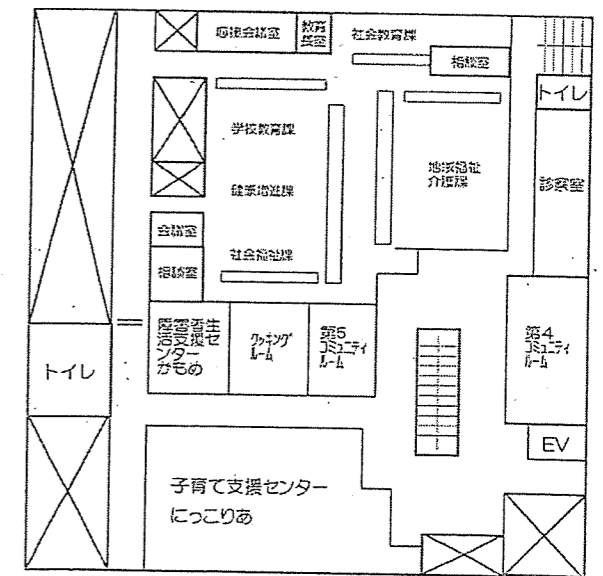 応接会議室
教育
長室
社会教育課
相談室
トイレ
学校教育課
健康増進課
地域福祉
介護課
診察室
会議室
相談室
社会福祉課
障害者生
活支援セ
ンター
かもめ
クッキング
ルーム
第5
コミュニティ
ルーム
第4
コミュニティ
ルーム
トイレ
EV
子育て支援センター
にっこりあ